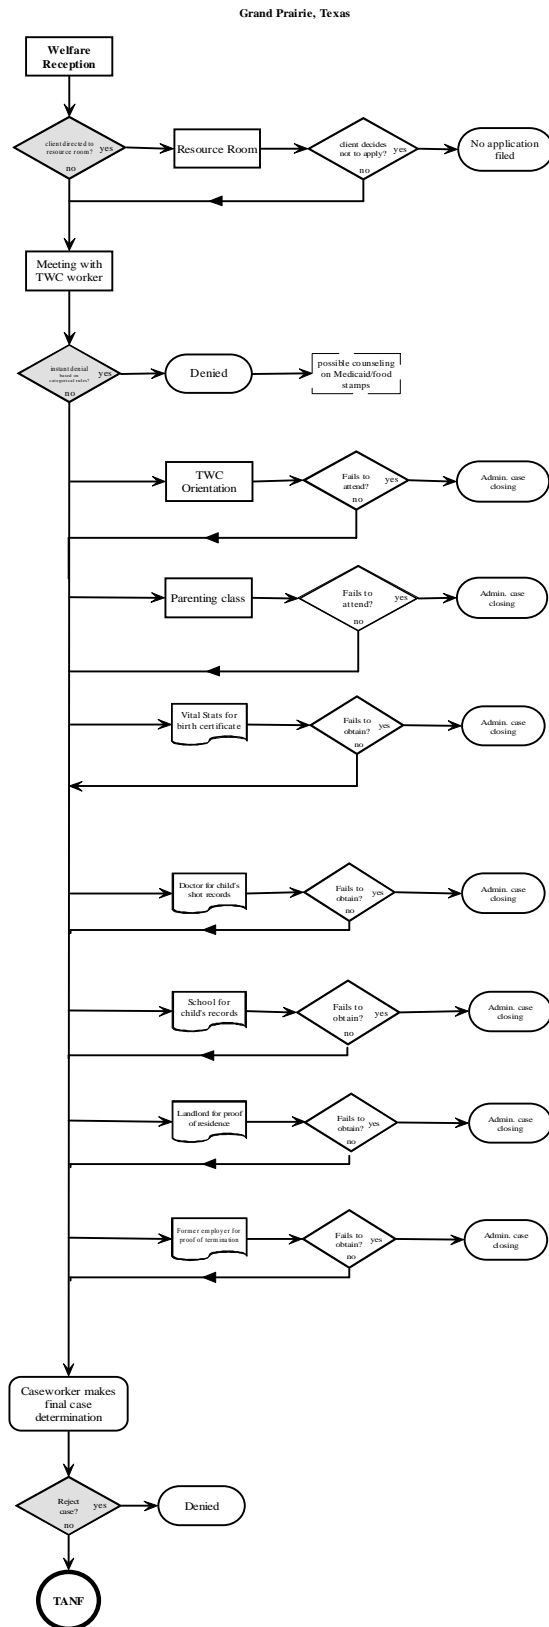 Grand Prairie, Texas
Welfare
Reception
client directed to
resource room?
yes
no
Resource Room
client decides
not to apply?
yes
no
No application
filed
Meeting with
TWC worker
instant denial
based on
categorical rules?
yes
no
Denied
possible counseling
on Medicaid/food
stamps
TWC
Orientation
Fails to
attend?
yes
no
Admin. case
closing
Parenting class
Fails to
attend?
yes
no
Admin. case
closing
Vital Stats for
birth certificate
Fails to
obtain?
yes
no
Admin. case
closing
Doctor for child's
shot records
Fails to
obtain?
yes
no
Admin. case
closing
School for
child's records
Fails to
obtain?
yes
no
Admin. case
closing
Landlord for proof
of residence
Fails to
obtain?
yes
no
Admin. case
closing
Former employer for
proof of termination
Fails to
obtain?
yes
no
Admin. case
closing
Caseworker makes
final case
determination
Reject
case?
yes
no
Denied
TANF